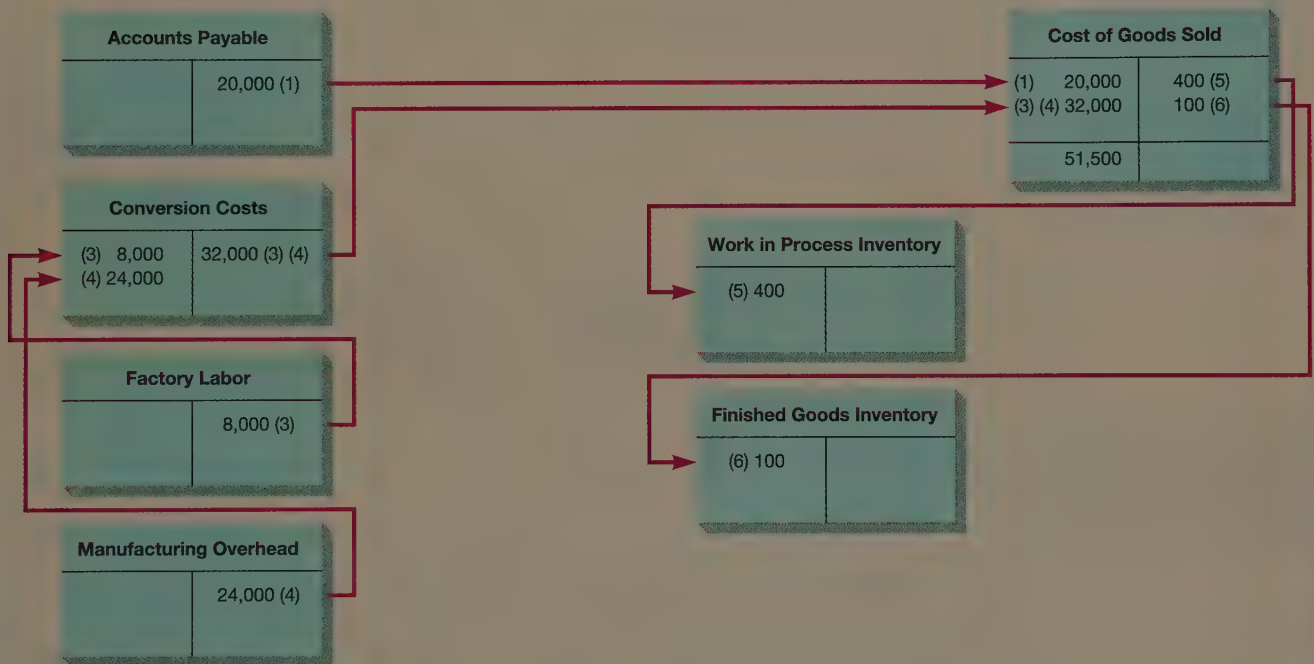 Accounts Payable
20,000 (1)
Conversion Costs
(3) 8,000 32,000 (3) (4)
(4) 24,000
Factory Labor
8,000 (3)
Manufacturing Overhead
24,000 (4)
Work in Process Inventory
(5) 400
Finished Goods Inventory
(6) 100
Cost of Goods Sold
(1) 20,000 400 (5)
(3) (4) 32,000 100 (6)
51,500